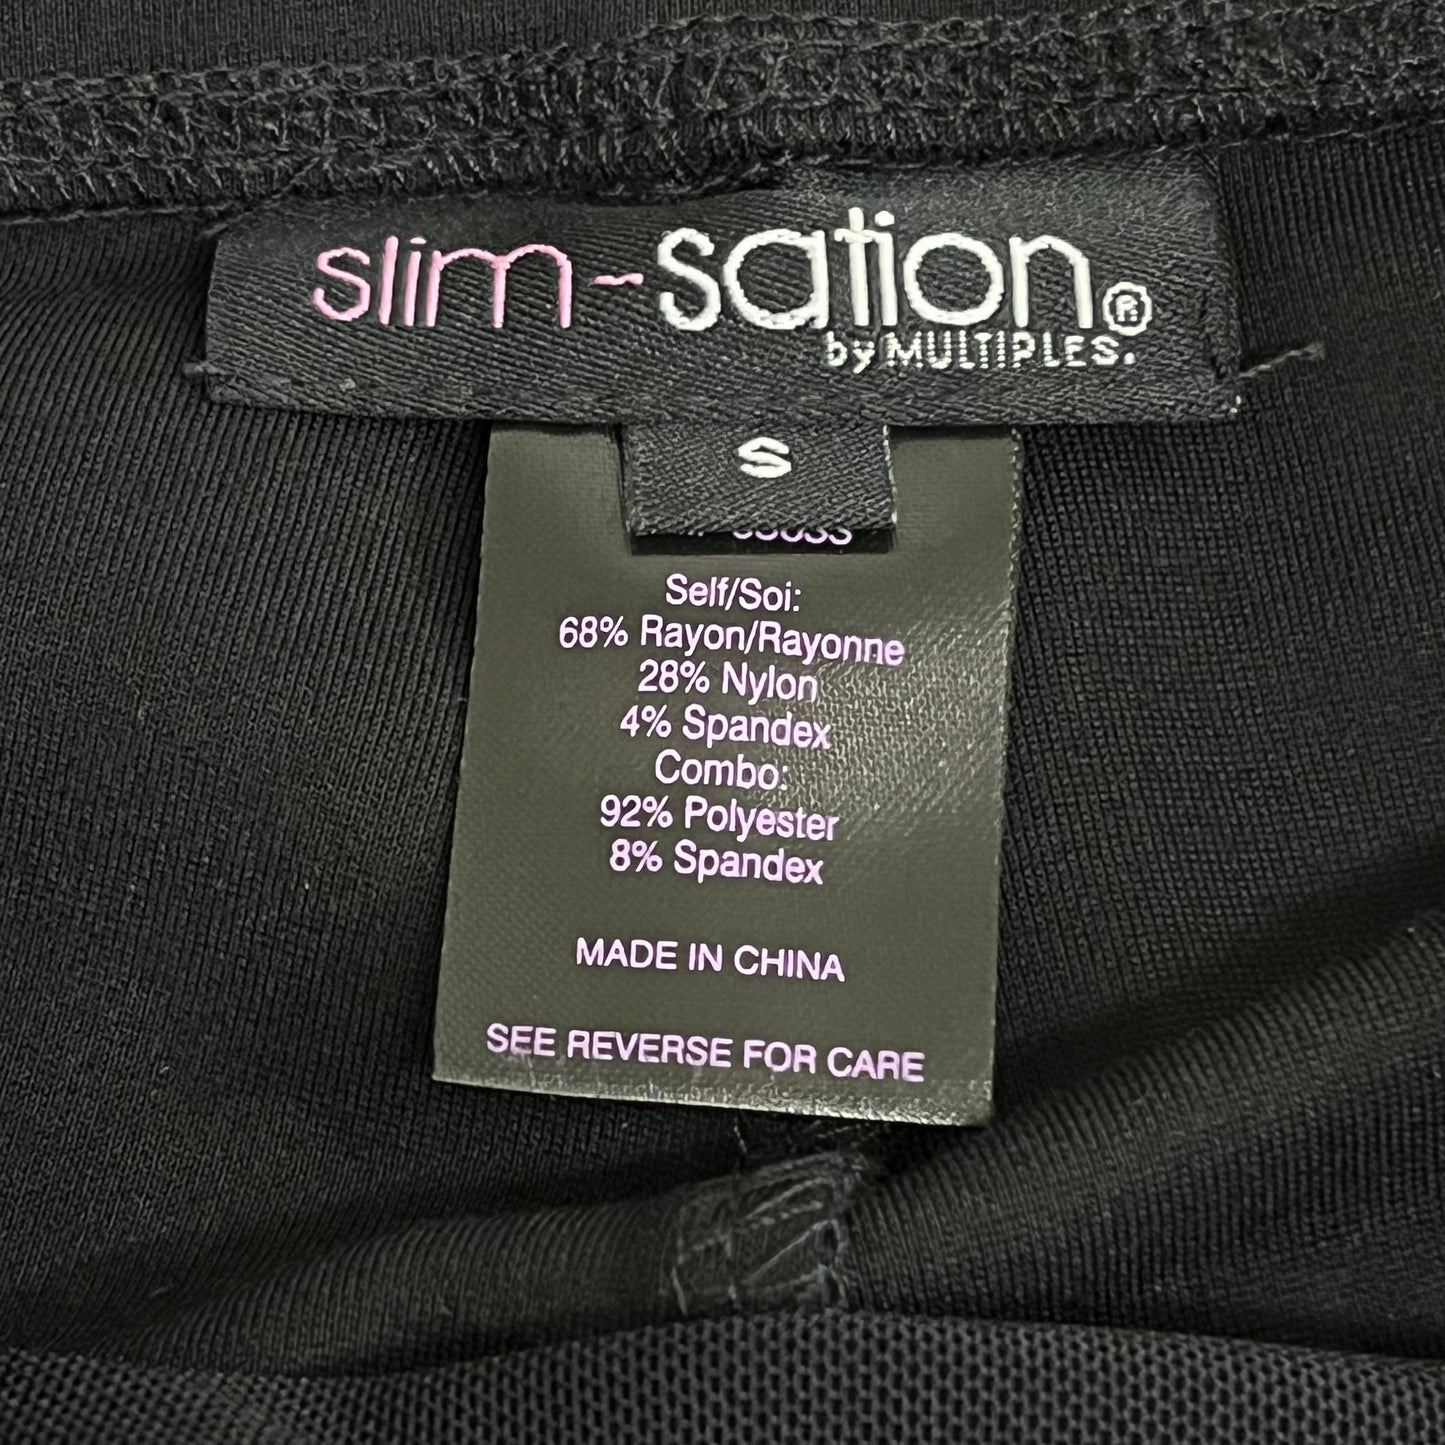 slim-sation®
by MULTIPLES.
S
Self/Soi:
68% Rayon/Rayonne
28% Nylon
4% Spandex
Combo:
92% Polyester
8% Spandex
MADE IN CHINA
SEE REVERSE FOR CARE